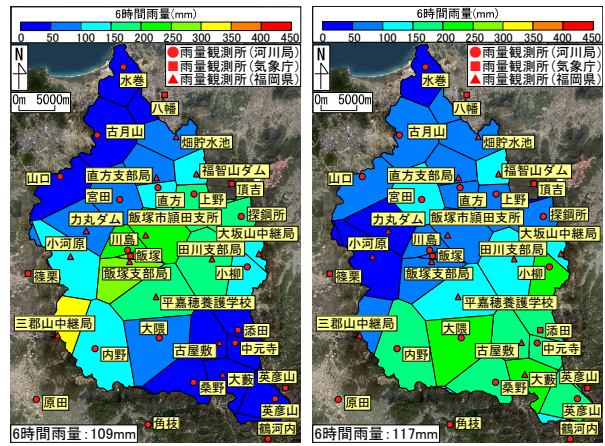 6時間雨量(mm)
0 50 100 150 200 250 300 350 400 450
雨量観測所(河川局)
雨量観測所(気象庁)
雨量観測所(福岡県)
N
0m 5000m
水巻
八幡
古月山
畑貯水池
福智山ダム
山口
直方支部局
頂吉
宮田
直方
上野
力丸ダム
飯塚市頴田支所
探銅所
大坂山中継局
小河原
川島
田川支部局
飯塚
篠栗
飯塚支部局
小柳
平嘉穂養護学校
三郡山中継局
大隈
添田
内野
古屋敷
中元寺
大藪
英彦山
桑野
英彦山
原田
角枝
鶴河内
6時間雨量:109mm
6時間雨量(mm)
0 50 100 150 200 250 300 350 400 450
雨量観測所(河川局)
雨量観測所(気象庁)
雨量観測所(福岡県)
N
0m 5000m
水巻
八幡
古月山
畑貯水池
福智山ダム
山口
直方支部局
頂吉
宮田
直方
上野
力丸ダム
飯塚市頴田支所
探銅所
大坂山中継局
小河原
川島
田川支部局
飯塚
篠栗
飯塚支部局
小柳
平嘉穂養護学校
三郡山中継局
大隈
添田
内野
古屋敷
中元寺
大藪
英彦山
桑野
英彦山
原田
角枝
鶴河内
6時間雨量:117mm